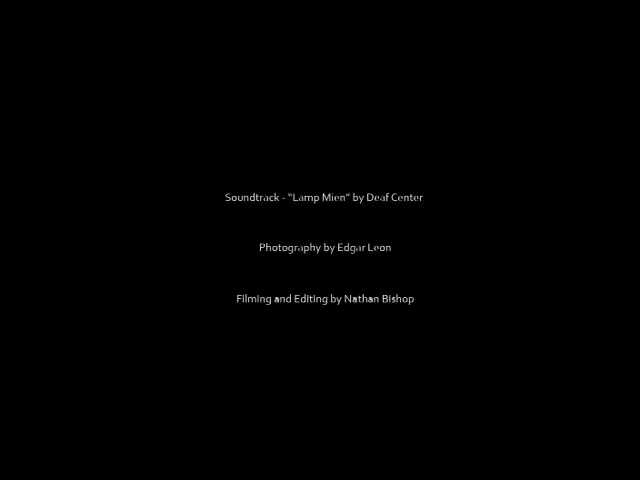 Soundtrack - "Lamp Mien" by Deaf Center
Photography by Edgar Leon
Filming and Editing by Nathan Bishop